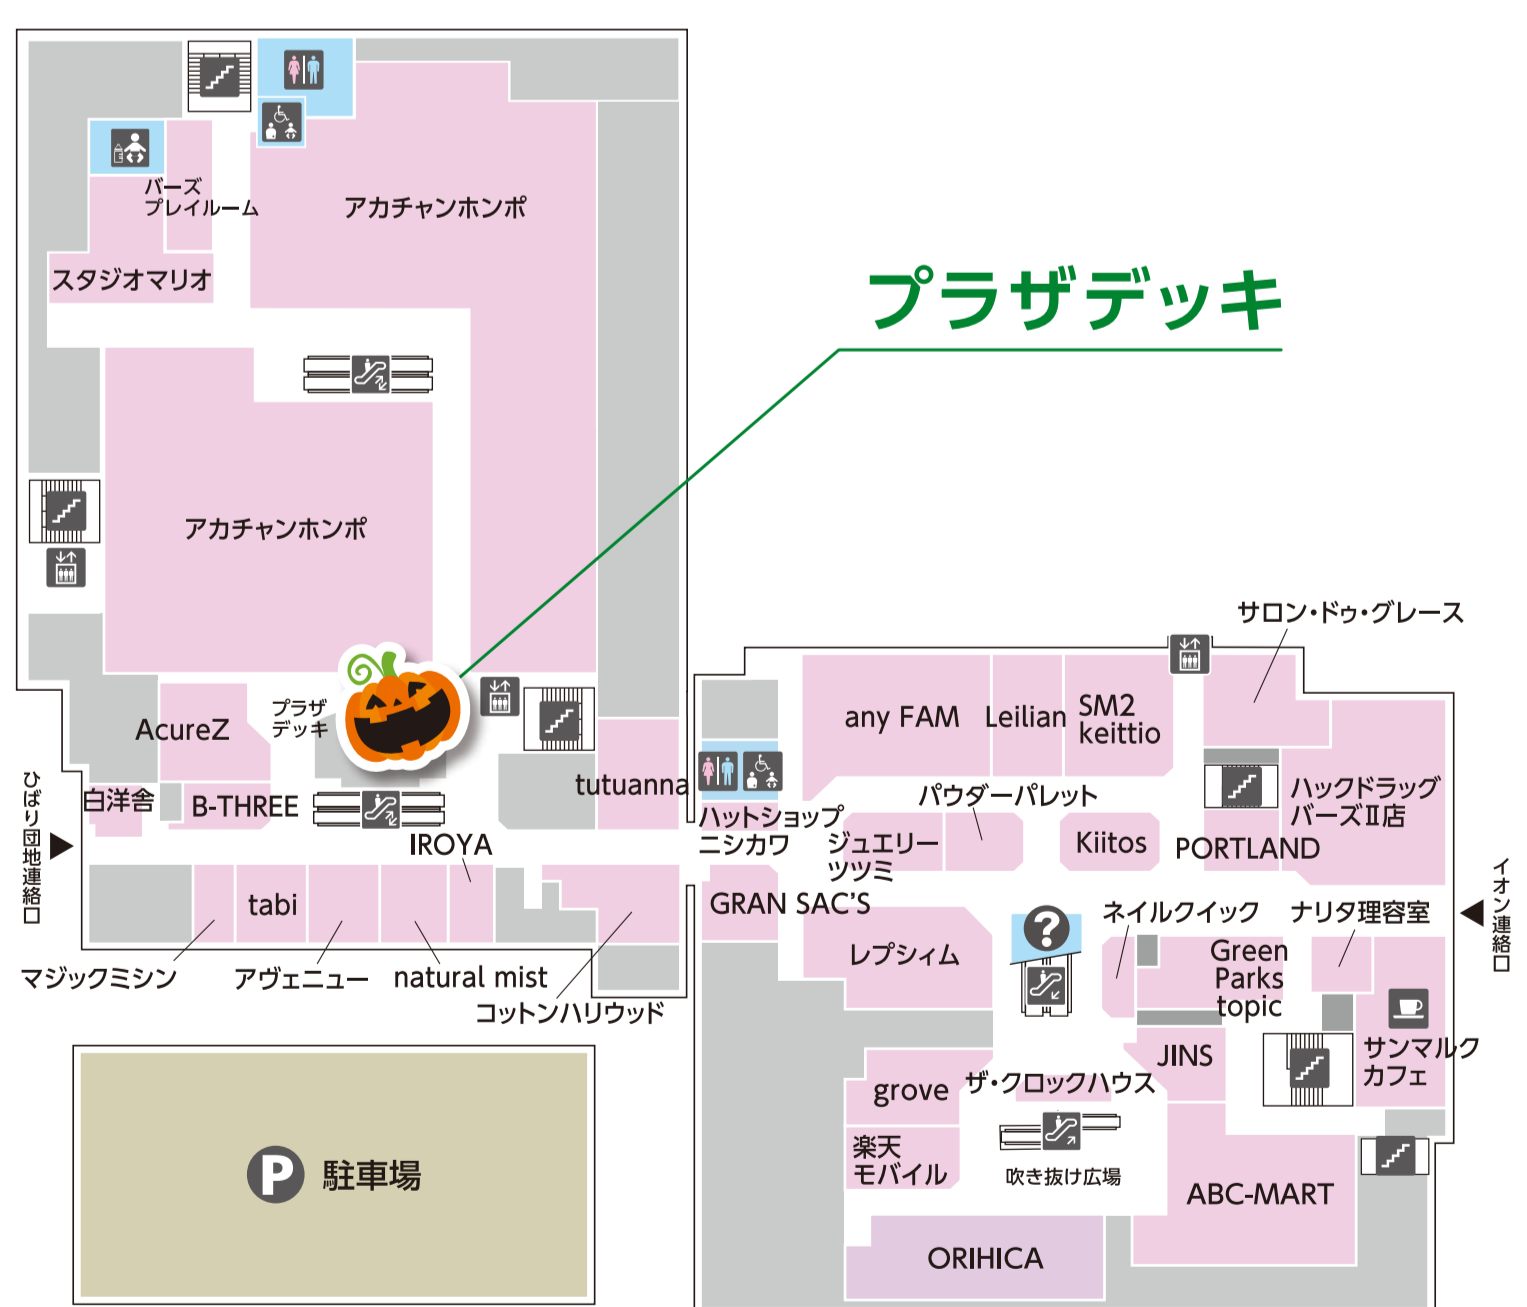 バーズ
プレイルーム
アカチャンホンポ
スタジオマリオ
プラザデッキ
アカチャンホンポ
サロン・ドゥ・グレース
AcureZ
プラザ
デッキ
any FAM
Leilian
SM2
keittio
ひばり団地連絡口
白洋舎
B-THREE
tutuanna
ハットショップ
ニシカワ
パウダーパレット
ハックドラッグ
バーズⅡ店
IROYA
ジュエリー
ツツミ
Kiitos
PORTLAND
tabi
GRAN SAC'S
?
ネイルクイック
ナリタ理容室
イオン連絡口
マジックミシン
アヴェニュー
natural mist
コットンハリウッド
レプシィム
Green
Parks
topic
JINS
サンマルク
カフェ
grove
ザ・クロックハウス
楽天
モバイル
吹き抜け広場
P 駐車場
ABC-MART
ORIHICA